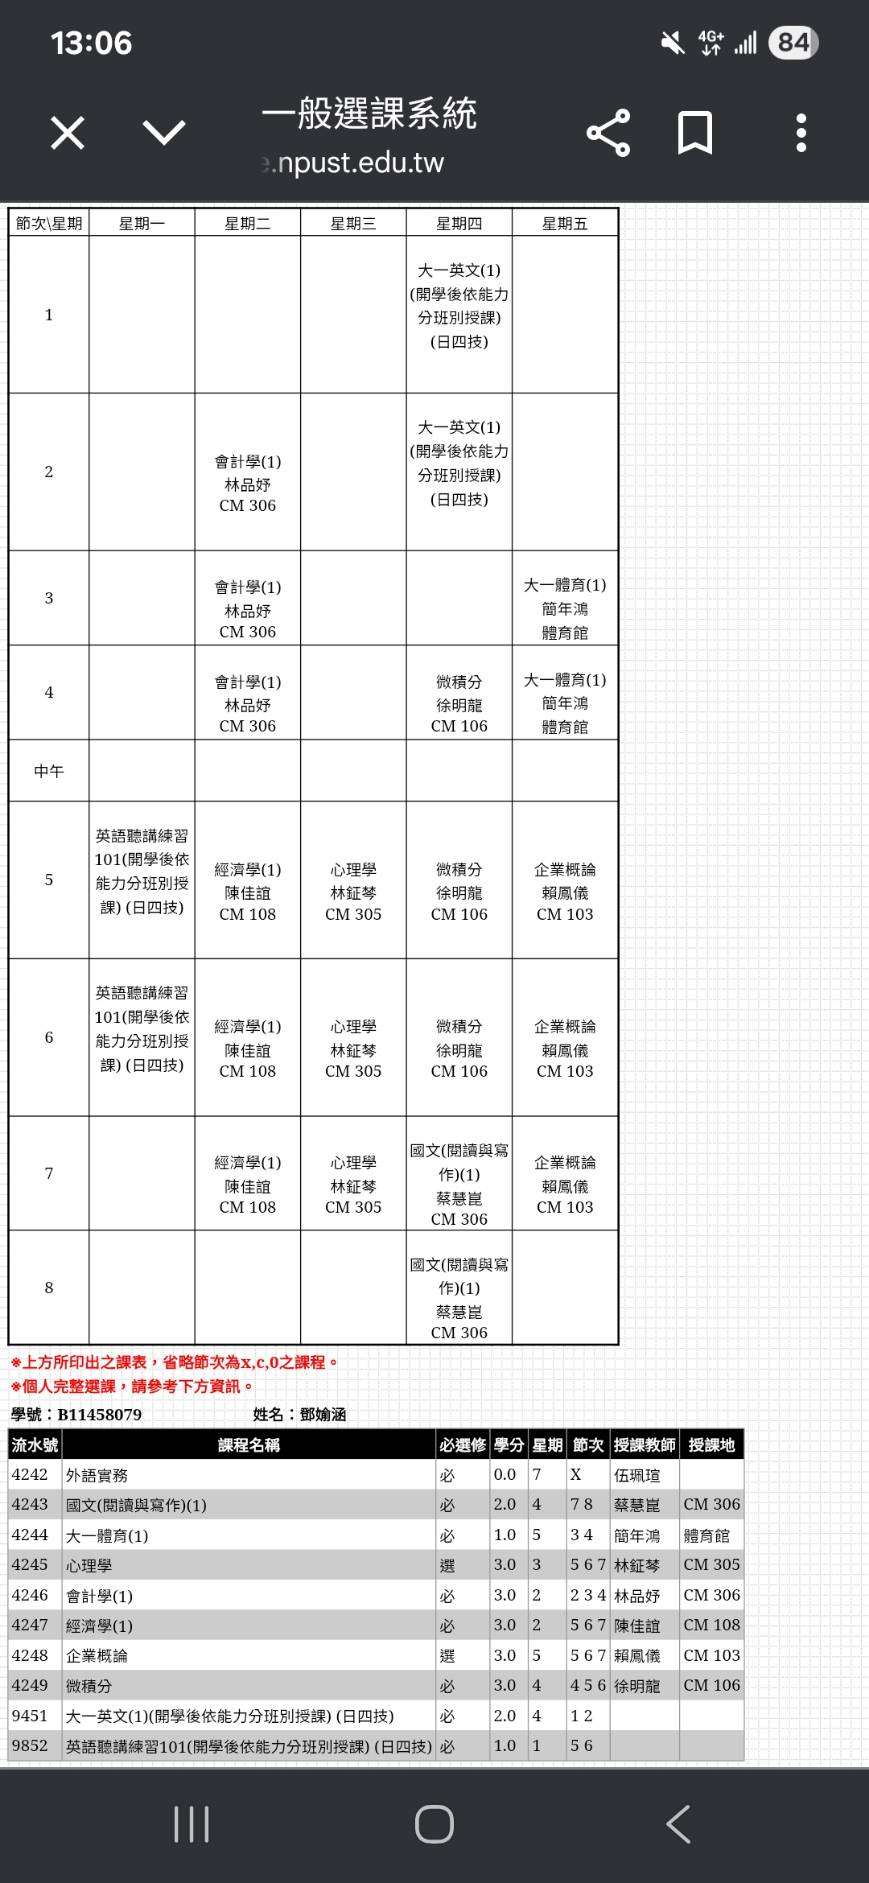 13:06
4G+
84
一般選課系統
e.npust.edu.tw
節次\星期 星期一 星期二 星期三 星期四 星期五
1
大一英文(1)
(開學後依能力
分班別授課)
(日四技)
2
會計學(1)
林品妤
CM 306
大一英文(1)
(開學後依能力
分班別授課)
(日四技)
3
會計學(1)
林品妤
CM 306
大一體育(1)
簡年鴻
體育館
4
會計學(1)
林品妤
CM 306
微積分
徐明龍
CM 106
大一體育(1)
簡年鴻
體育館
中午
5
英語聽講練習
101(開學後依
能力分班別授
課) (日四技)
經濟學(1)
陳佳誼
CM 108
心理學
林鉦棽
CM 305
微積分
徐明龍
CM 106
企業概論
賴鳳儀
CM 103
6
英語聽講練習
101(開學後依
能力分班別授
課) (日四技)
經濟學(1)
陳佳誼
CM 108
心理學
林鉦棽
CM 305
微積分
徐明龍
CM 106
企業概論
賴鳳儀
CM 103
7
經濟學(1)
陳佳誼
CM 108
心理學
林鉦棽
CM 305
國文(閱讀與寫
作)(1)
蔡慧崑
CM 306
企業概論
賴鳳儀
CM 103
8
國文(閱讀與寫
作)(1)
蔡慧崑
CM 306
※上方所印出之課表，省略節次為x,c,0之課程。
※個人完整選課，請參考下方資訊。
學號：B11458079 姓名：鄧媮涵
流水號 課程名稱 必選修 學分 星期 節次 授課教師 授課地
4242 外語實務 必 0.0 7 X 伍珮瑄
4243 國文(閱讀與寫作)(1) 必 2.0 4 7 8 蔡慧崑 CM 306
4244 大一體育(1) 必 1.0 5 3 4 簡年鴻 體育館
4245 心理學 選 3.0 3 5 6 7 林鉦棽 CM 305
4246 會計學(1) 必 3.0 2 2 3 4 林品妤 CM 306
4247 經濟學(1) 必 3.0 2 5 6 7 陳佳誼 CM 108
4248 企業概論 選 3.0 5 5 6 7 賴鳳儀 CM 103
4249 微積分 必 3.0 4 4 5 6 徐明龍 CM 106
9451 大一英文(1)(開學後依能力分班別授課) (日四技) 必 2.0 4 1 2
9852 英語聽講練習101(開學後依能力分班別授課) (日四技) 必 1.0 1 5 6